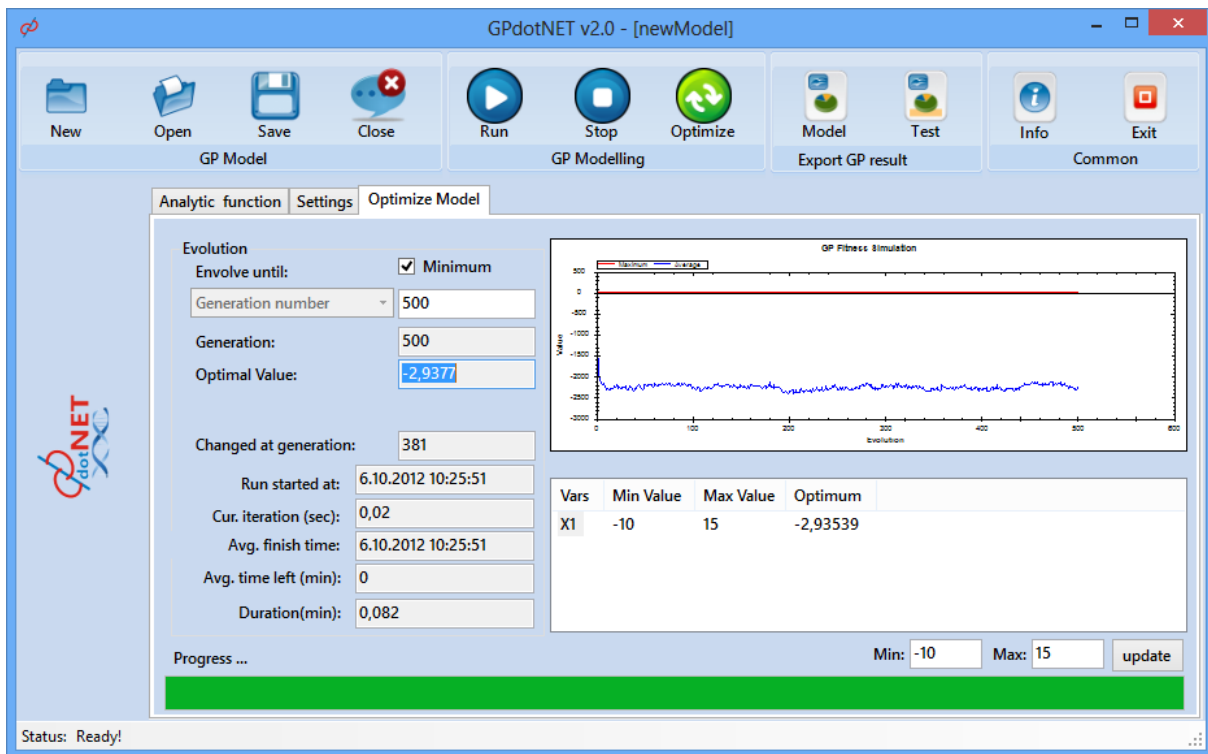 GPdotNET v2.0 - [newModel]
New Open Save Close Run Stop Optimize Model Test Info Exit
GP Model GP Modelling Export GP result Common
Analytic function Settings Optimize Model
Evolution
Envolve until: Minimum
Generation number 500
Generation: 500
Optimal Value: -2,9377
Changed at generation: 381
Run started at: 6.10.2012 10:25:51
Cur. iteration (sec): 0,02
Avg. finish time: 6.10.2012 10:25:51
Avg. time left (min): 0
Duration(min): 0,082
GP Fitness Simulation
Maximum Average
500
0
-500
-1000
-1500
-2000
-2500
-3000
Value
0 100 200 300 400 500 600
Evolution
Vars Min Value Max Value Optimum
X1 -10 15 -2,93539
Min: -10 Max: 15 update
GPdotNET
Progress ...
Status: Ready!